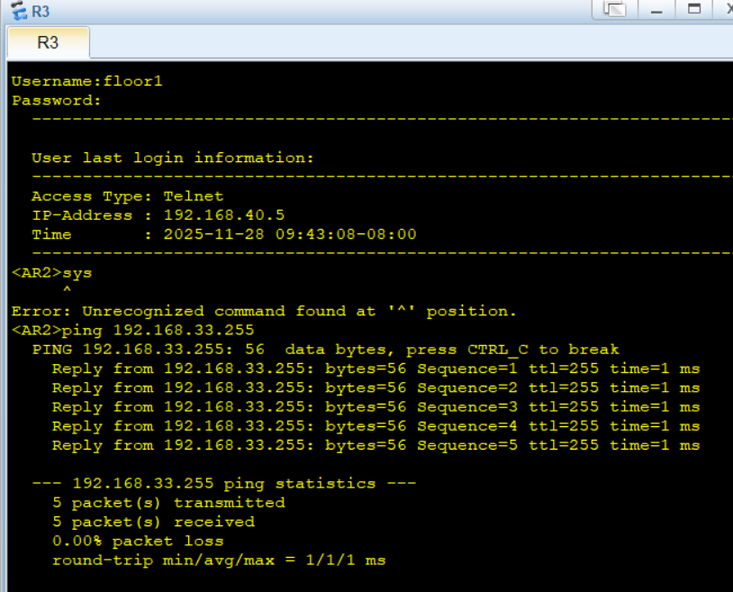 R3
R3
Username:floor1
Password:
--------------------------------------------------------------------
User last login information:
--------------------------------------------------------------------
Access Type: Telnet
IP-Address : 192.168.40.5
Time       : 2025-11-28 09:43:08-08:00
--------------------------------------------------------------------
<AR2>sys
^
Error: Unrecognized command found at '^' position.
<AR2>ping 192.168.33.255
PING 192.168.33.255: 56  data bytes, press CTRL_C to break
Reply from 192.168.33.255: bytes=56 Sequence=1 ttl=255 time=1 ms
Reply from 192.168.33.255: bytes=56 Sequence=2 ttl=255 time=1 ms
Reply from 192.168.33.255: bytes=56 Sequence=3 ttl=255 time=1 ms
Reply from 192.168.33.255: bytes=56 Sequence=4 ttl=255 time=1 ms
Reply from 192.168.33.255: bytes=56 Sequence=5 ttl=255 time=1 ms
--- 192.168.33.255 ping statistics ---
5 packet(s) transmitted
5 packet(s) received
0.00% packet loss
round-trip min/avg/max = 1/1/1 ms